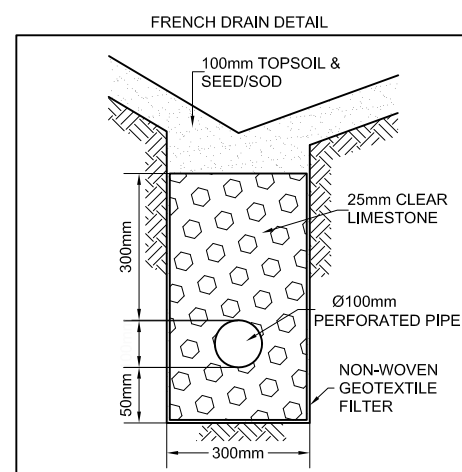 FRENCH DRAIN DETAIL
100mm TOPSOIL &
SEED/SOD
300mm
25mm CLEAR
LIMESTONE
Ø100mm
PERFORATED PIPE
50mm
NON-WOVEN
GEOTEXTILE
FILTER
300mm